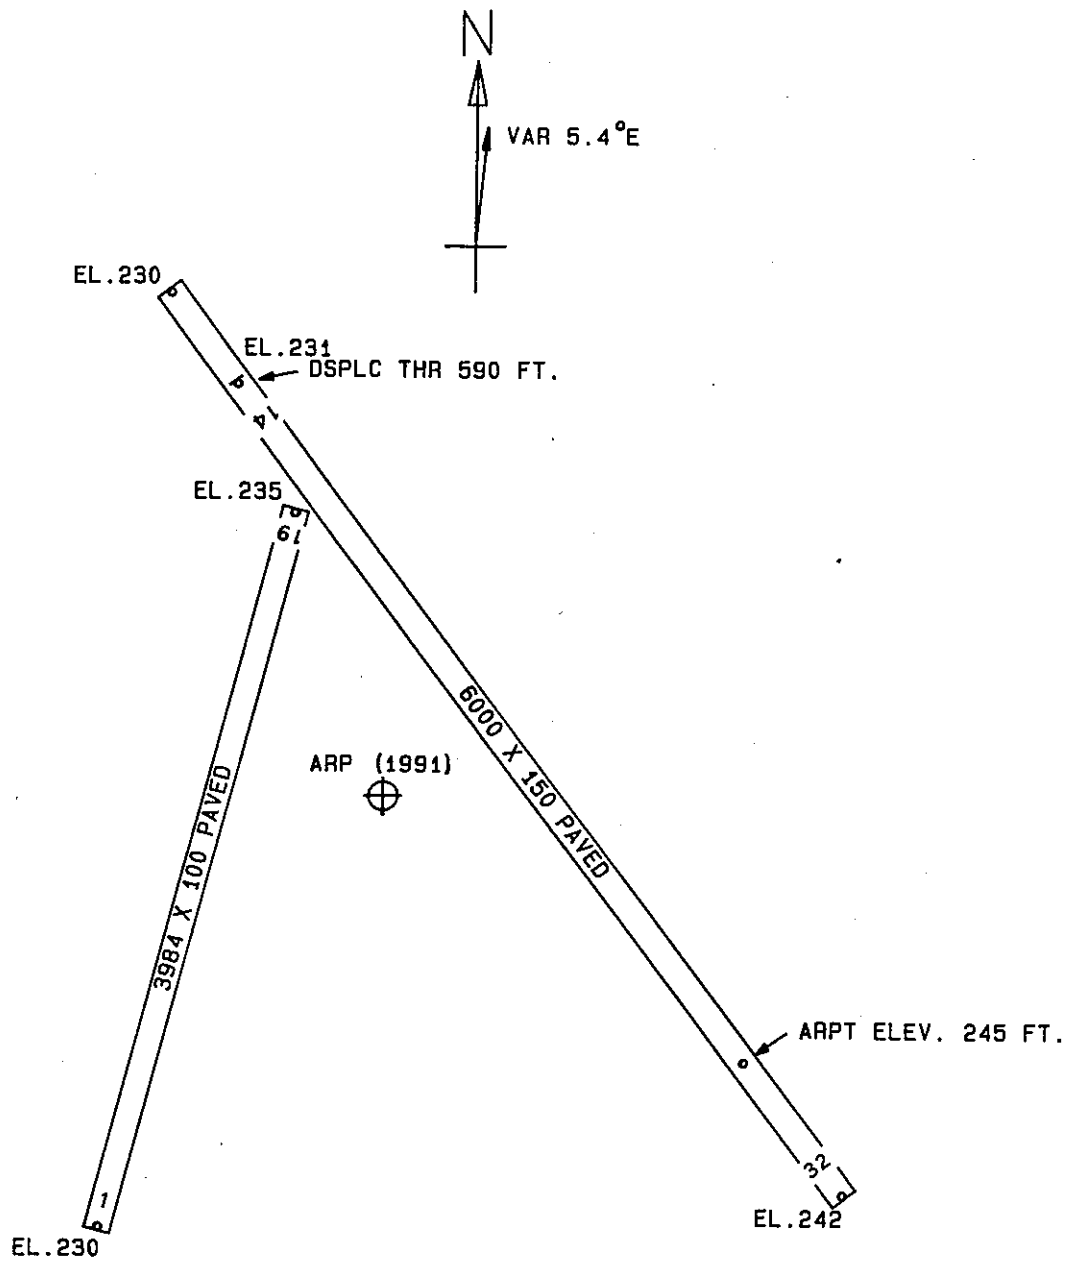 N
VAR 5.4°E
EL.230
EL.231
DSPLC THR 590 FT.
14
EL.235
19
6000 X 150 PAVED
ARP (1991)
3984 X 100 PAVED
ARPT ELEV. 245 FT.
32
1
EL.242
EL.230